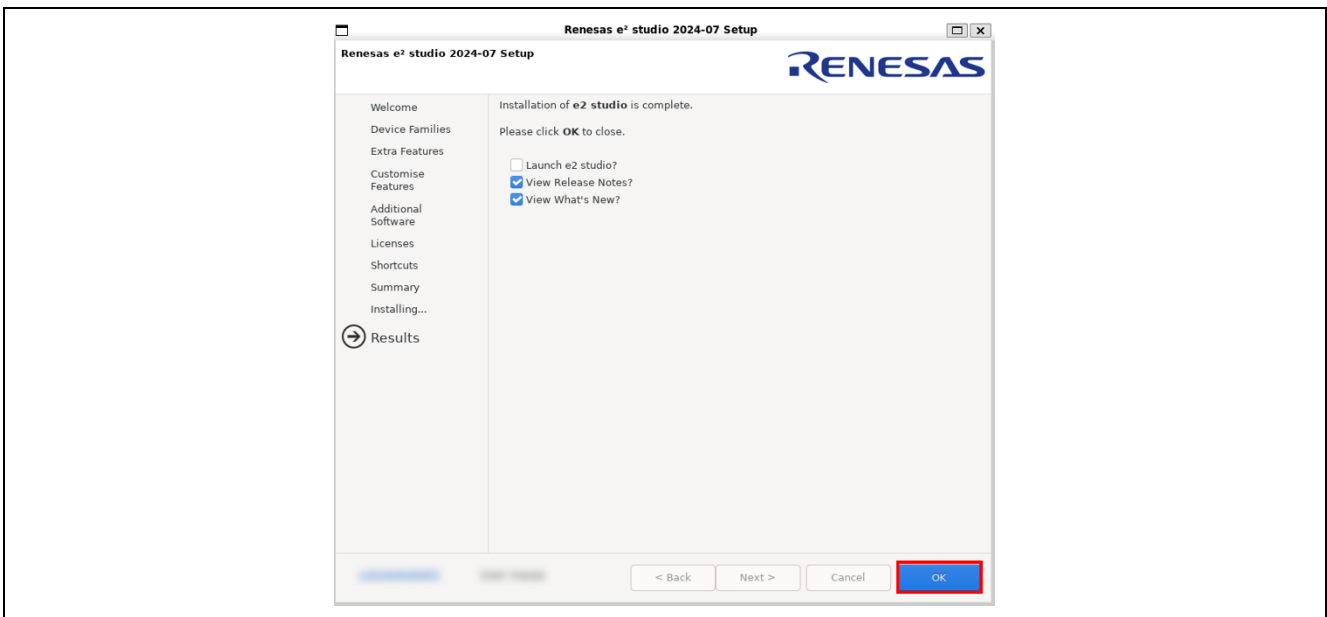 Renesas e² studio 2024-07 Setup
Renesas e² studio 2024-07 Setup
RENESAS
Welcome
Device Families
Extra Features
Customise
Features
Additional
Software
Licenses
Shortcuts
Summary
Installing...
Results
Installation of e2 studio is complete.
Please click OK to close.
Launch e2 studio?
View Release Notes?
View What's New?
< Back
Next >
Cancel
OK